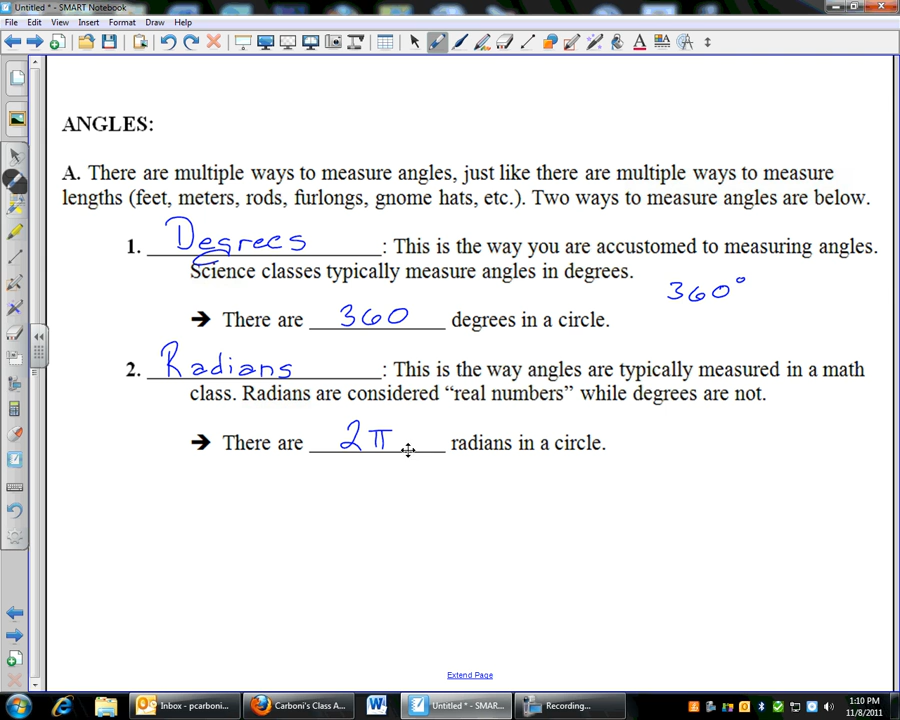 Untitled * - SMART Notebook
File Edit View Insert Format Draw Help
ANGLES:
A. There are multiple ways to measure angles, just like there are multiple ways to measure
lengths (feet, meters, rods, furlongs, gnome hats, etc.). Two ways to measure angles are below.
1. Degrees : This is the way you are accustomed to measuring angles.
Science classes typically measure angles in degrees.
360°
➔ There are 360 degrees in a circle.
2. Radians : This is the way angles are typically measured in a math
class. Radians are considered “real numbers” while degrees are not.
➔ There are 2π radians in a circle.
Extend Page
Inbox - pcarboni... Carboni's Class A... Untitled * - SMAR... Recording... 1:10 PM
11/8/2011